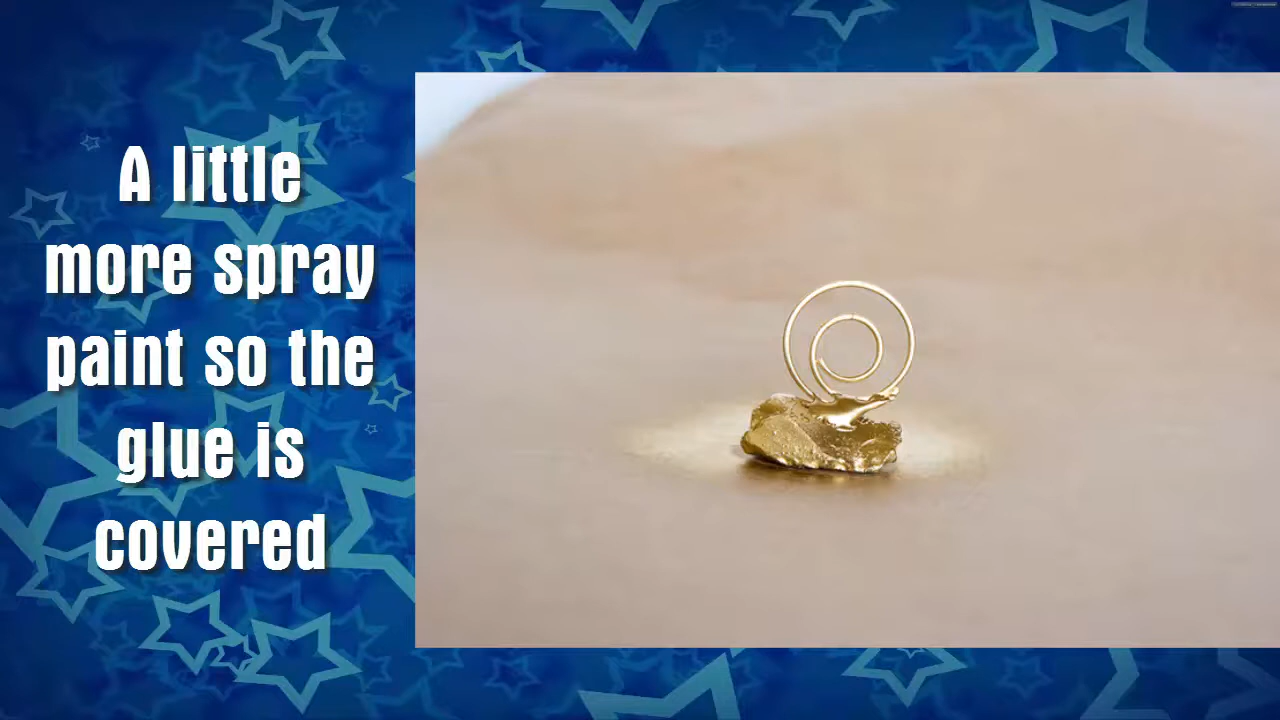 A little
more spray
paint so the
glue is
covered